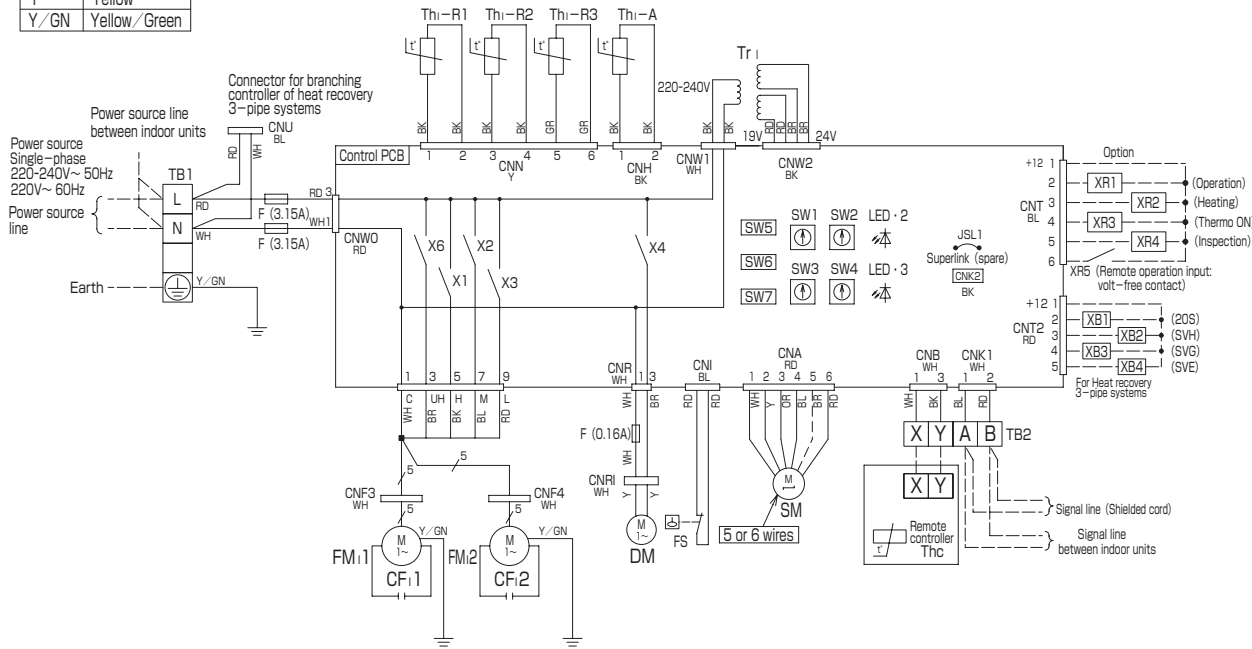 Y Yellow
Y/GN Yellow/Green
ThI-R1 ThI-R2 ThI-R3 ThI-A
t° t° t° t°
Tr I
220-240V
BK BK BK BK GR GR BK BK BK BK
19V RD RD BR BR 24V
Connector for branching
controller of heat recovery
3-pipe systems
CNU
BL
RD WH
Power source line
between indoor units
Power source
Single-phase
220-240V~ 50Hz
220V~ 60Hz
Power source
line
TB1
L
N
RD
WH
Y/GN
Earth
F (3.15A)
F (3.15A)
RD 3
WH1
CNW0
RD
Control PCB
1 2 3 4 5 6
CNN
Y
1 2
CNH
BK
CNW1
WH
CNW2
BK
X6 X2 X4
X1 X3
SW5
SW6
SW7
SW1 SW2 LED・2
SW3 SW4 LED・3
JSL1
Superlink (spare)
CNK2
BK
Option
+12 1
2
CNT 3
BL 4
5
6
XR1 (Operation)
XR2 (Heating)
XR3 (Thermo ON)
XR4 (Inspection)
XR5 (Remote operation input:
volt-free contact)
+12 1
2
CNT2 3
RD 4
5
XB1 (20S)
XB2 (SVH)
XB3 (SVG)
XB4 (SVE)
For Heat recovery
3-pipe systems
1 3 5 7 9
C UH H M L
WH BR BK BL RD
5 5
CNF3
WH
CNF4
WH
5 5
M
1~
M
1~
Y/GN Y/GN
FMI1
CFI1
FMI2
CFI2
CNR
WH
1 3
WH BR
F (0.16A)
WH
CNRI
WH
Y Y
M
1~
DM
CNI
BL
RD RD
FS
CNA
RD
1 2 3 4 5 6
WH Y OR BL BR RD
M
SM
5 or 6 wires
CNB
WH
1 3
WH BK
CNK1
WH
1 2
BL RD
X Y A B TB2
X Y
Remote
controller
Thc
t°
Signal line (Shielded cord)
Signal line
between indoor units